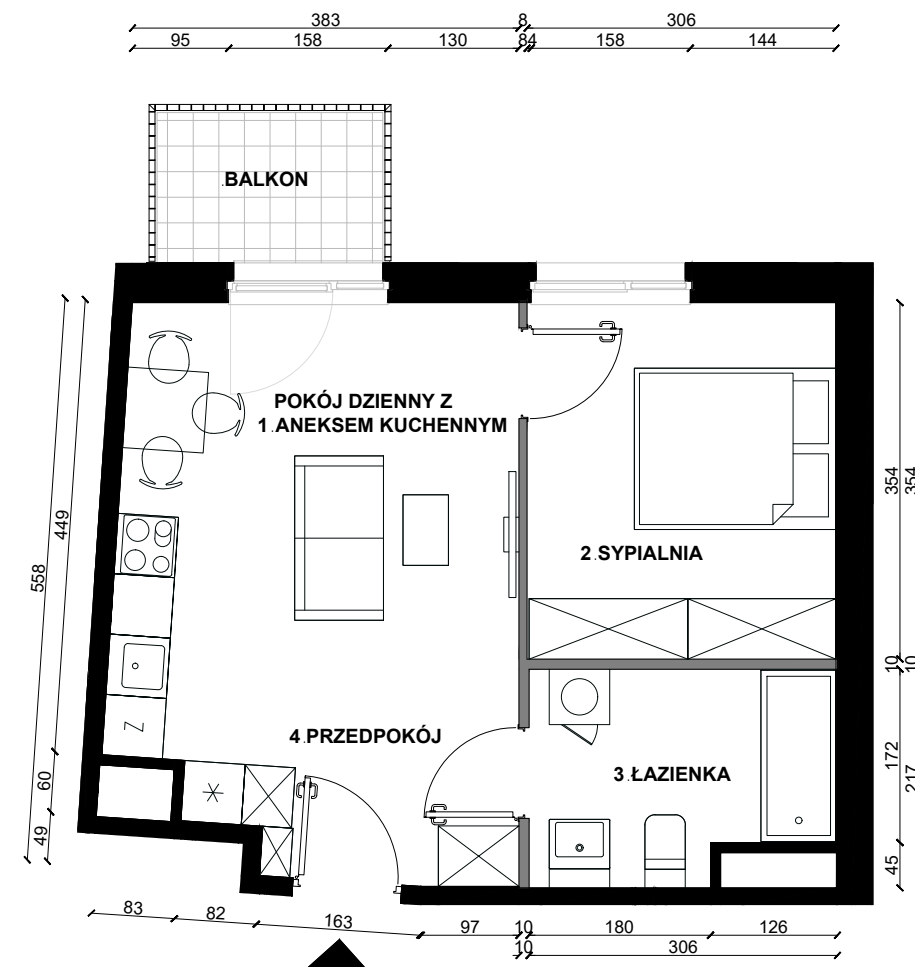 383 8 306
95 158 130 84 158 144
.BALKON
POKÓJ DZIENNY Z
1.ANEKSEM KUCHENNYM
2.SYPIALNIA
4.PRZEDPOKÓJ
3.ŁAZIENKA
Z
558
449
60
49
354
354
10
10
172
217
45
83 82 163 97 10 180 126
10 306